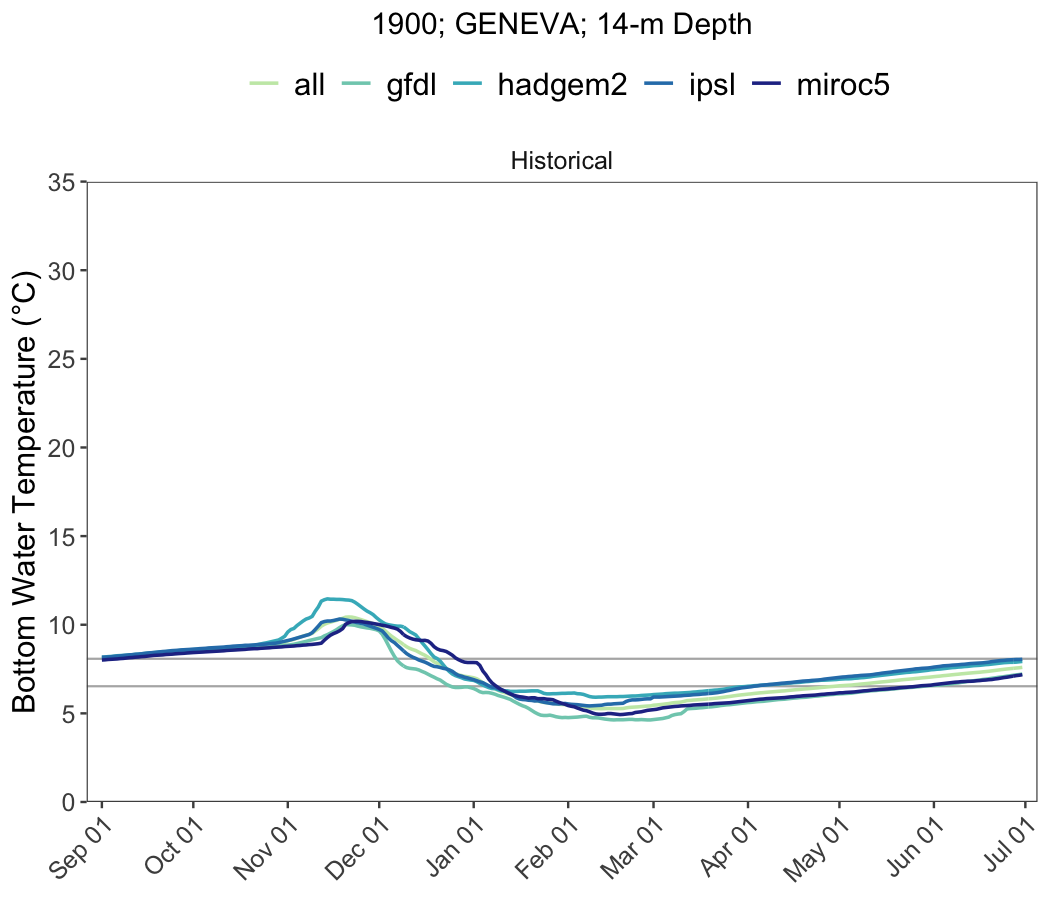 1900; GENEVA; 14-m Depth
all gfdl hadgem2 ipsl miroc5
Historical
Bottom Water Temperature (°C)
35
30
25
20
15
10
5
0
Sep 01 Oct 01 Nov 01 Dec 01 Jan 01 Feb 01 Mar 01 Apr 01 May 01 Jun 01 Jul 01